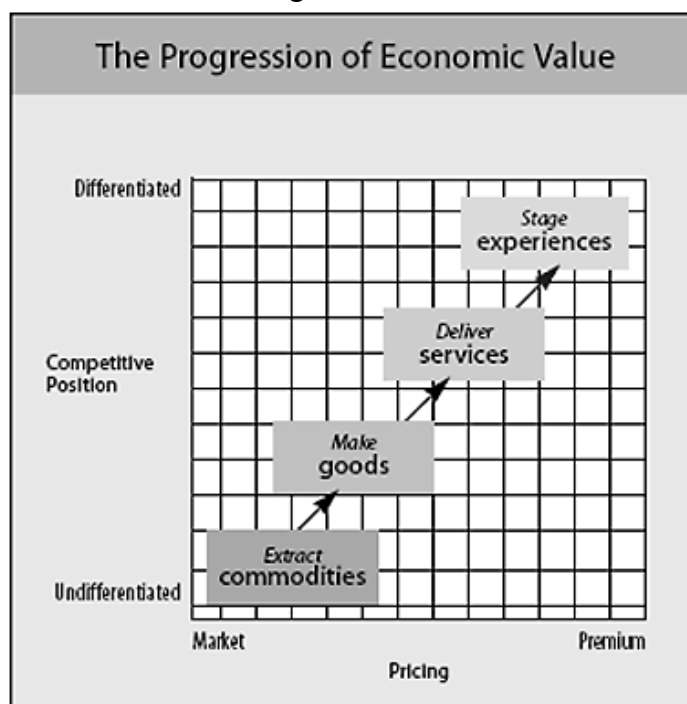 The Progression of Economic Value
Differentiated
Stage
experiences
Deliver
services
Competitive
Position
Make
goods
Extract
commodities
Undifferentiated
Market
Premium
Pricing